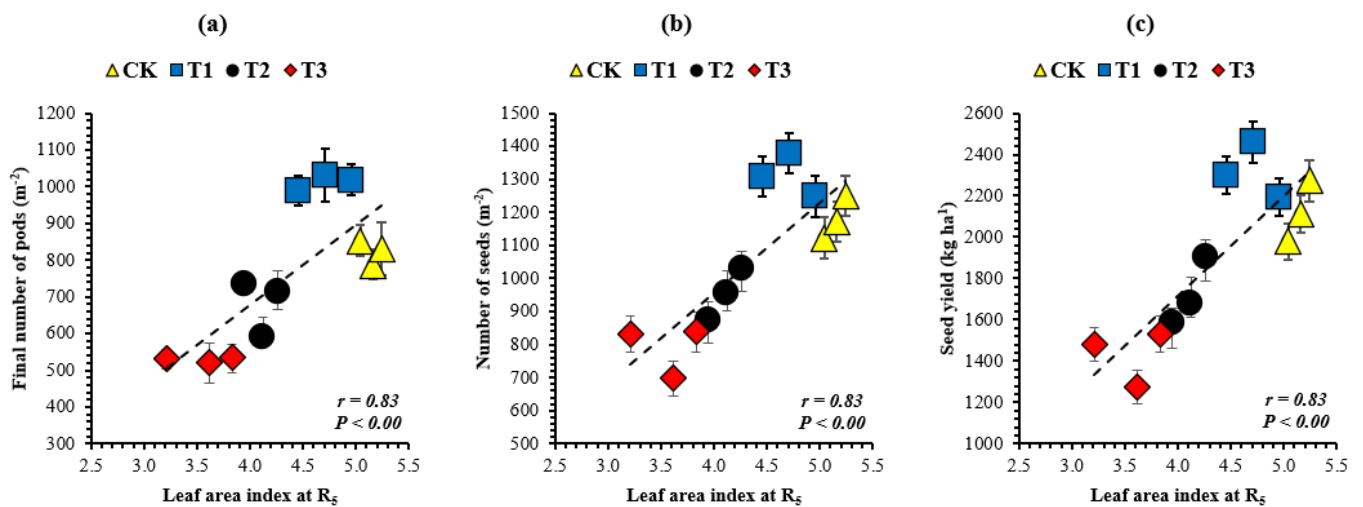 (a)
CK T1 T2 T3
Final number of pods (m-2)
1200
1100
1000
900
800
700
600
500
400
300
r = 0.83
P < 0.00
2.5 3.0 3.5 4.0 4.5 5.0 5.5
Leaf area index at R5
(b)
CK T1 T2 T3
Number of seeds (m-2)
1500
1400
1300
1200
1100
1000
900
800
700
600
500
r = 0.83
P < 0.00
2.5 3.0 3.5 4.0 4.5 5.0 5.5
Leaf area index at R5
(c)
CK T1 T2 T3
Seed yield (kg ha1)
2600
2400
2200
2000
1800
1600
1400
1200
1000
r = 0.83
P < 0.00
2.5 3.0 3.5 4.0 4.5 5.0 5.5
Leaf area index at R5